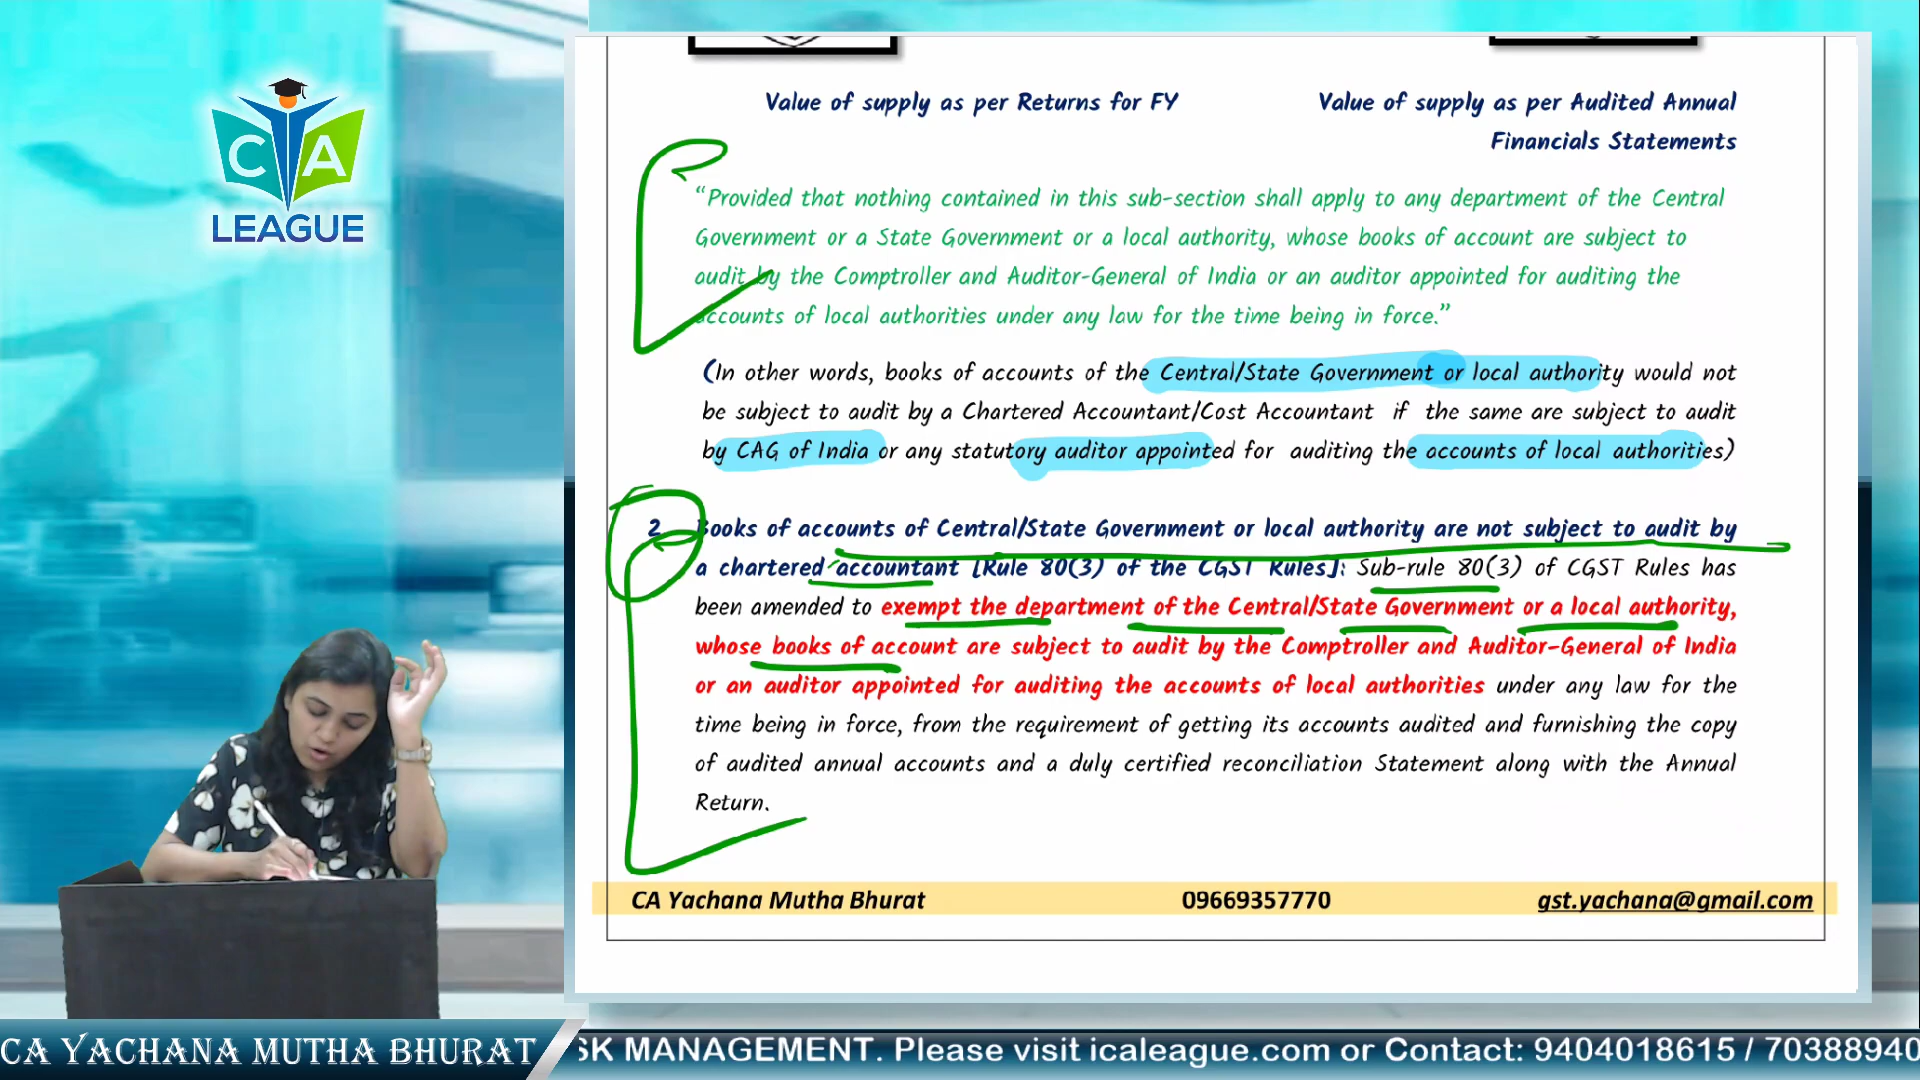 CA
LEAGUE
Value of supply as per Returns for FY
Value of supply as per Audited Annual
Financials Statements
“Provided that nothing contained in this sub-section shall apply to any department of the Central
Government or a State Government or a local authority, whose books of account are subject to
audit by the Comptroller and Auditor-General of India or an auditor appointed for auditing the
accounts of local authorities under any law for the time being in force.”
(In other words, books of accounts of the Central/State Government or local authority would not
be subject to audit by a Chartered Accountant/Cost Accountant if the same are subject to audit
by CAG of India or any statutory auditor appointed for auditing the accounts of local authorities)
2 Books of accounts of Central/State Government or local authority are not subject to audit by
a chartered accountant [Rule 80(3) of the CGST Rules]: Sub-rule 80(3) of CGST Rules has
been amended to exempt the department of the Central/State Government or a local authority,
whose books of account are subject to audit by the Comptroller and Auditor-General of India
or an auditor appointed for auditing the accounts of local authorities under any law for the
time being in force, from the requirement of getting its accounts audited and furnishing the copy
of audited annual accounts and a duly certified reconciliation Statement along with the Annual
Return.
CA Yachana Mutha Bhurat 09669357770 gst.yachana@gmail.com
CA YACHANA MUTHA BHURAT
SK MANAGEMENT. Please visit icaleague.com or Contact: 9404018615 / 70388940